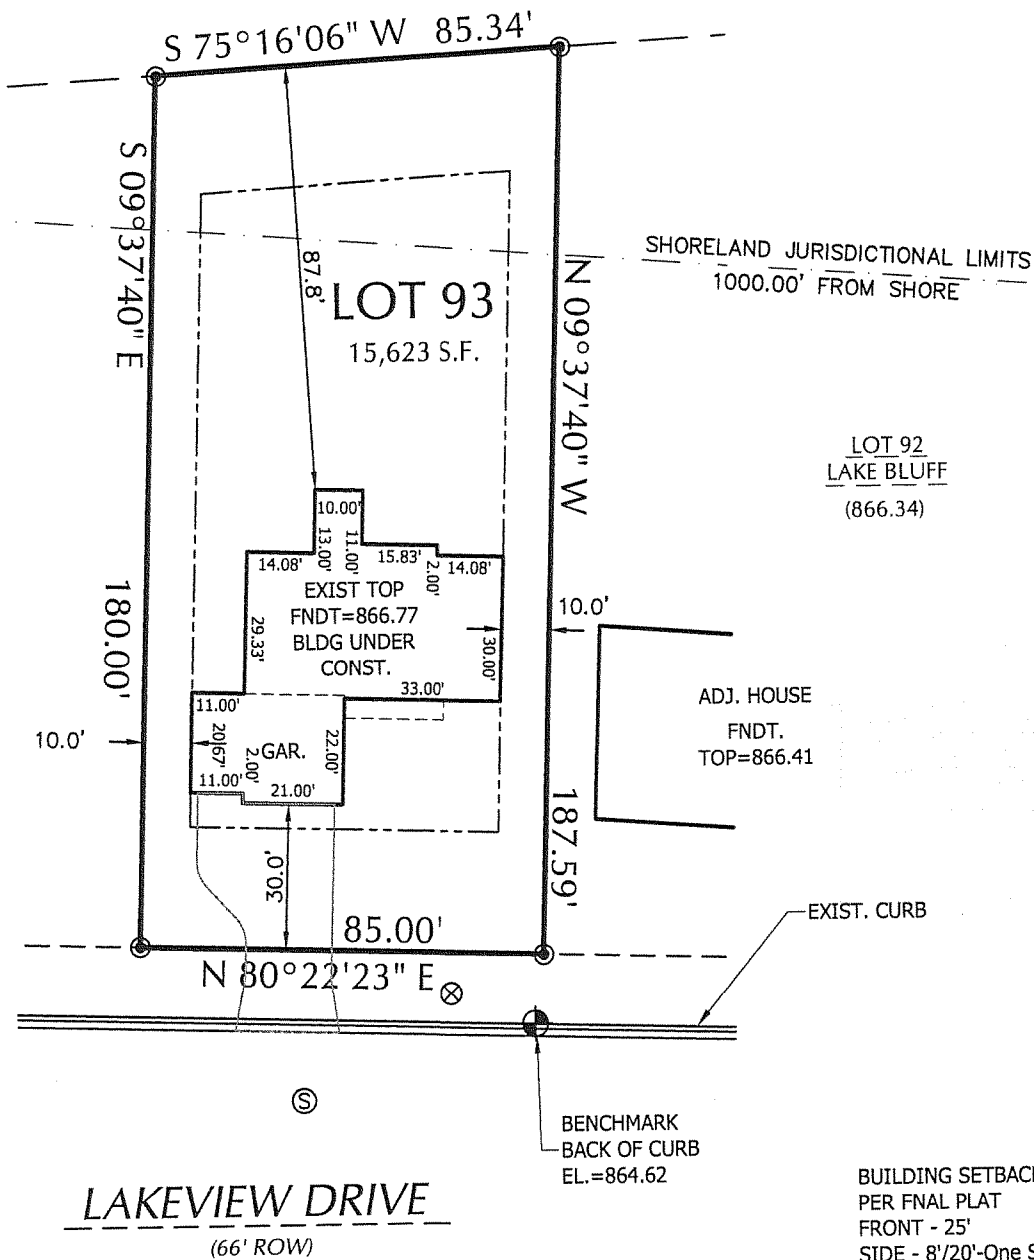 S 75°16'06" W 85.34'
S 09°37'40" E
SHORELAND JURISDICTIONAL LIMITS
1000.00' FROM SHORE
87.8'
LOT 93
15,623 S.F.
N 09°37'40" W
LOT 92
LAKE BLUFF
(866.34)
10.00'
13.00'
11.00'
14.08'
15.83'
2.00'
14.08'
EXIST TOP
FNDT=866.77
BLDG UNDER
CONST.
29.33'
30.00'
10.0'
180.00'
33.00'
11.00'
ADJ. HOUSE
FNDT.
TOP=866.41
10.0'
20.67'
2.00'
GAR.
22.00'
11.00'
21.00'
187.59'
30.0'
EXIST. CURB
85.00'
N 80°22'23" E
S
BENCHMARK
BACK OF CURB
EL.=864.62
LAKEVIEW DRIVE
(66' ROW)
BUILDING SETBACK
PER FNAL PLAT
FRONT - 25'
SIDE - 8'/20'-One S